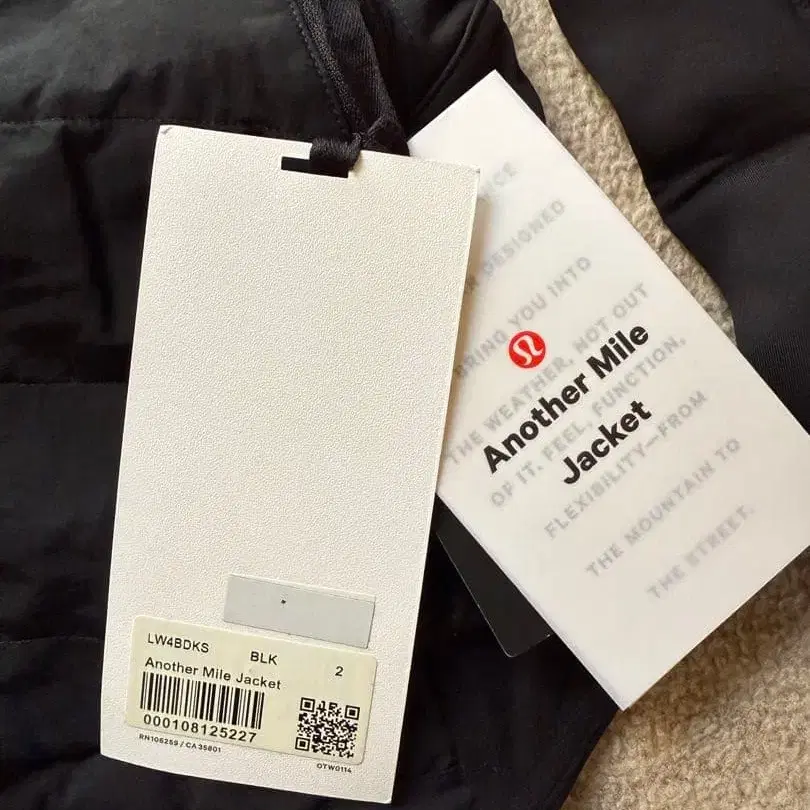 LW4BDKS BLK 2
Another Mile Jacket
000108125227
RN106259 / CA35801
OTW0114
DESIGNED
BRING YOU INTO
THE WEATHER, NOT OUT
OF IT. FEEL, FUNCTION,
FLEXIBILITY—FROM
THE MOUNTAIN TO
THE STREET.
Another Mile
Jacket